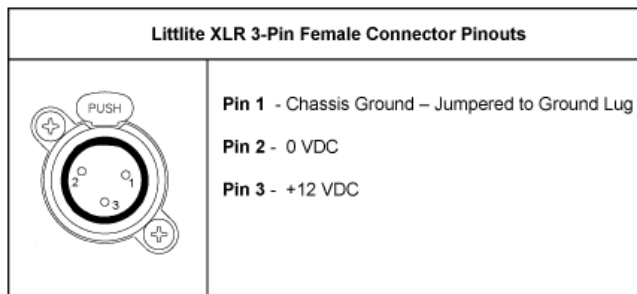 Littlite XLR 3-Pin Female Connector Pinouts
PUSH
2
1
3
Pin 1 - Chassis Ground – Jumpered to Ground Lug
Pin 2 - 0 VDC
Pin 3 - +12 VDC